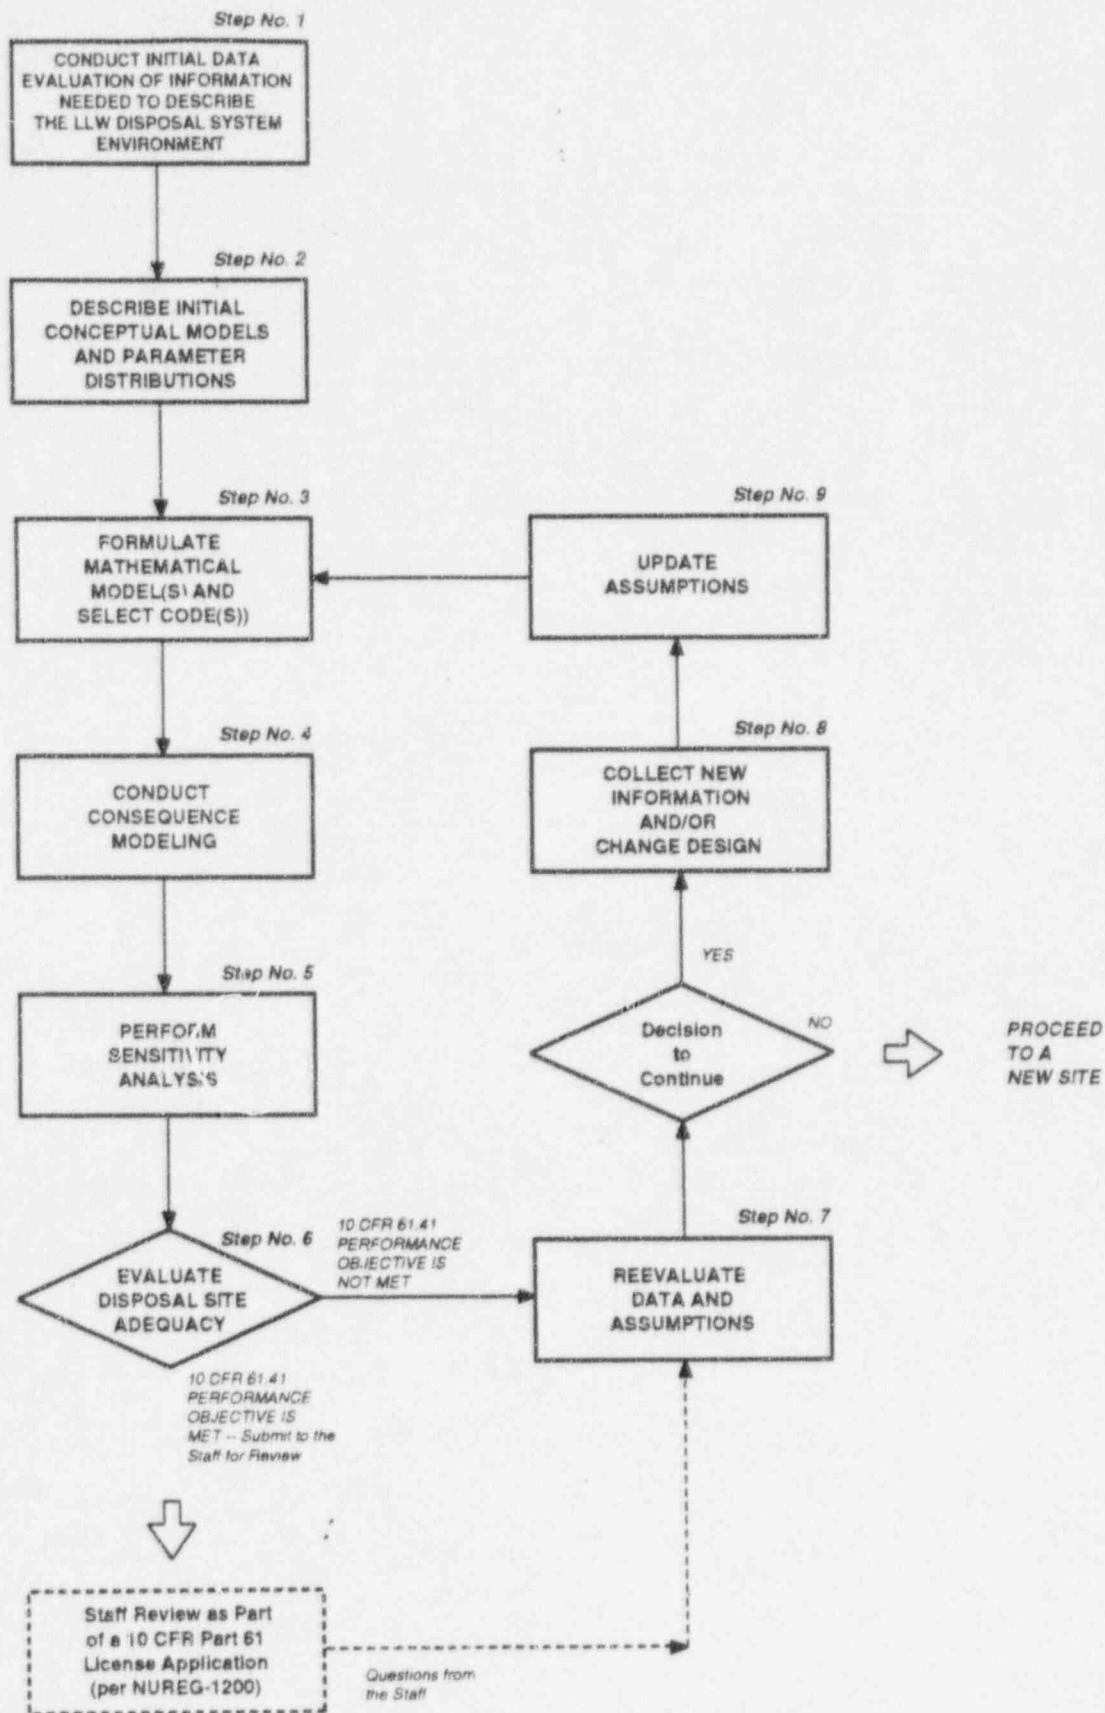 Step No. 1
CONDUCT INITIAL DATA
EVALUATION OF INFORMATION
NEEDED TO DESCRIBE
THE LLW DISPOSAL SYSTEM
ENVIRONMENT
Step No. 2
DESCRIBE INITIAL
CONCEPTUAL MODELS
AND PARAMETER
DISTRIBUTIONS
Step No. 3
FORMULATE
MATHEMATICAL
MODEL(S) AND
SELECT CODE(S))
Step No. 9
UPDATE
ASSUMPTIONS
Step No. 4
CONDUCT
CONSEQUENCE
MODELING
Step No. 8
COLLECT NEW
INFORMATION
AND/OR
CHANGE DESIGN
Step No. 5
PERFORM
SENSITIVITY
ANALYSIS
YES
Decision
to
Continue
NO
PROCEED
TO A
NEW SITE
Step No. 6
EVALUATE
DISPOSAL SITE
ADEQUACY
10 CFR 61.41
PERFORMANCE
OBJECTIVE IS
NOT MET
Step No. 7
REEVALUATE
DATA AND
ASSUMPTIONS
10 CFR 61.41
PERFORMANCE
OBJECTIVE IS
MET -- Submit to the
Staff for Review
Staff Review as Part
of a 10 CFR Part 61
License Application
(per NUREG-1200)
Questions from
the Staff